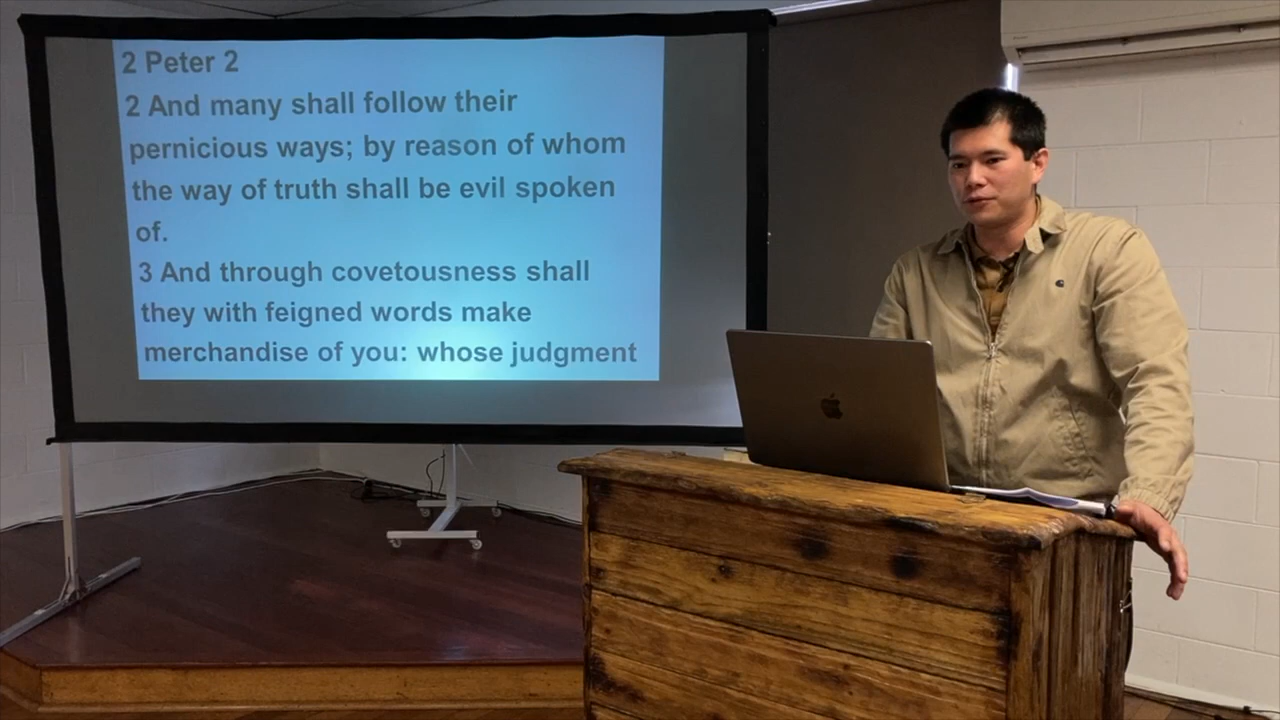 2 Peter 2
2 And many shall follow their
pernicious ways; by reason of whom
the way of truth shall be evil spoken
of.
3 And through covetousness shall
they with feigned words make
merchandise of you: whose judgment